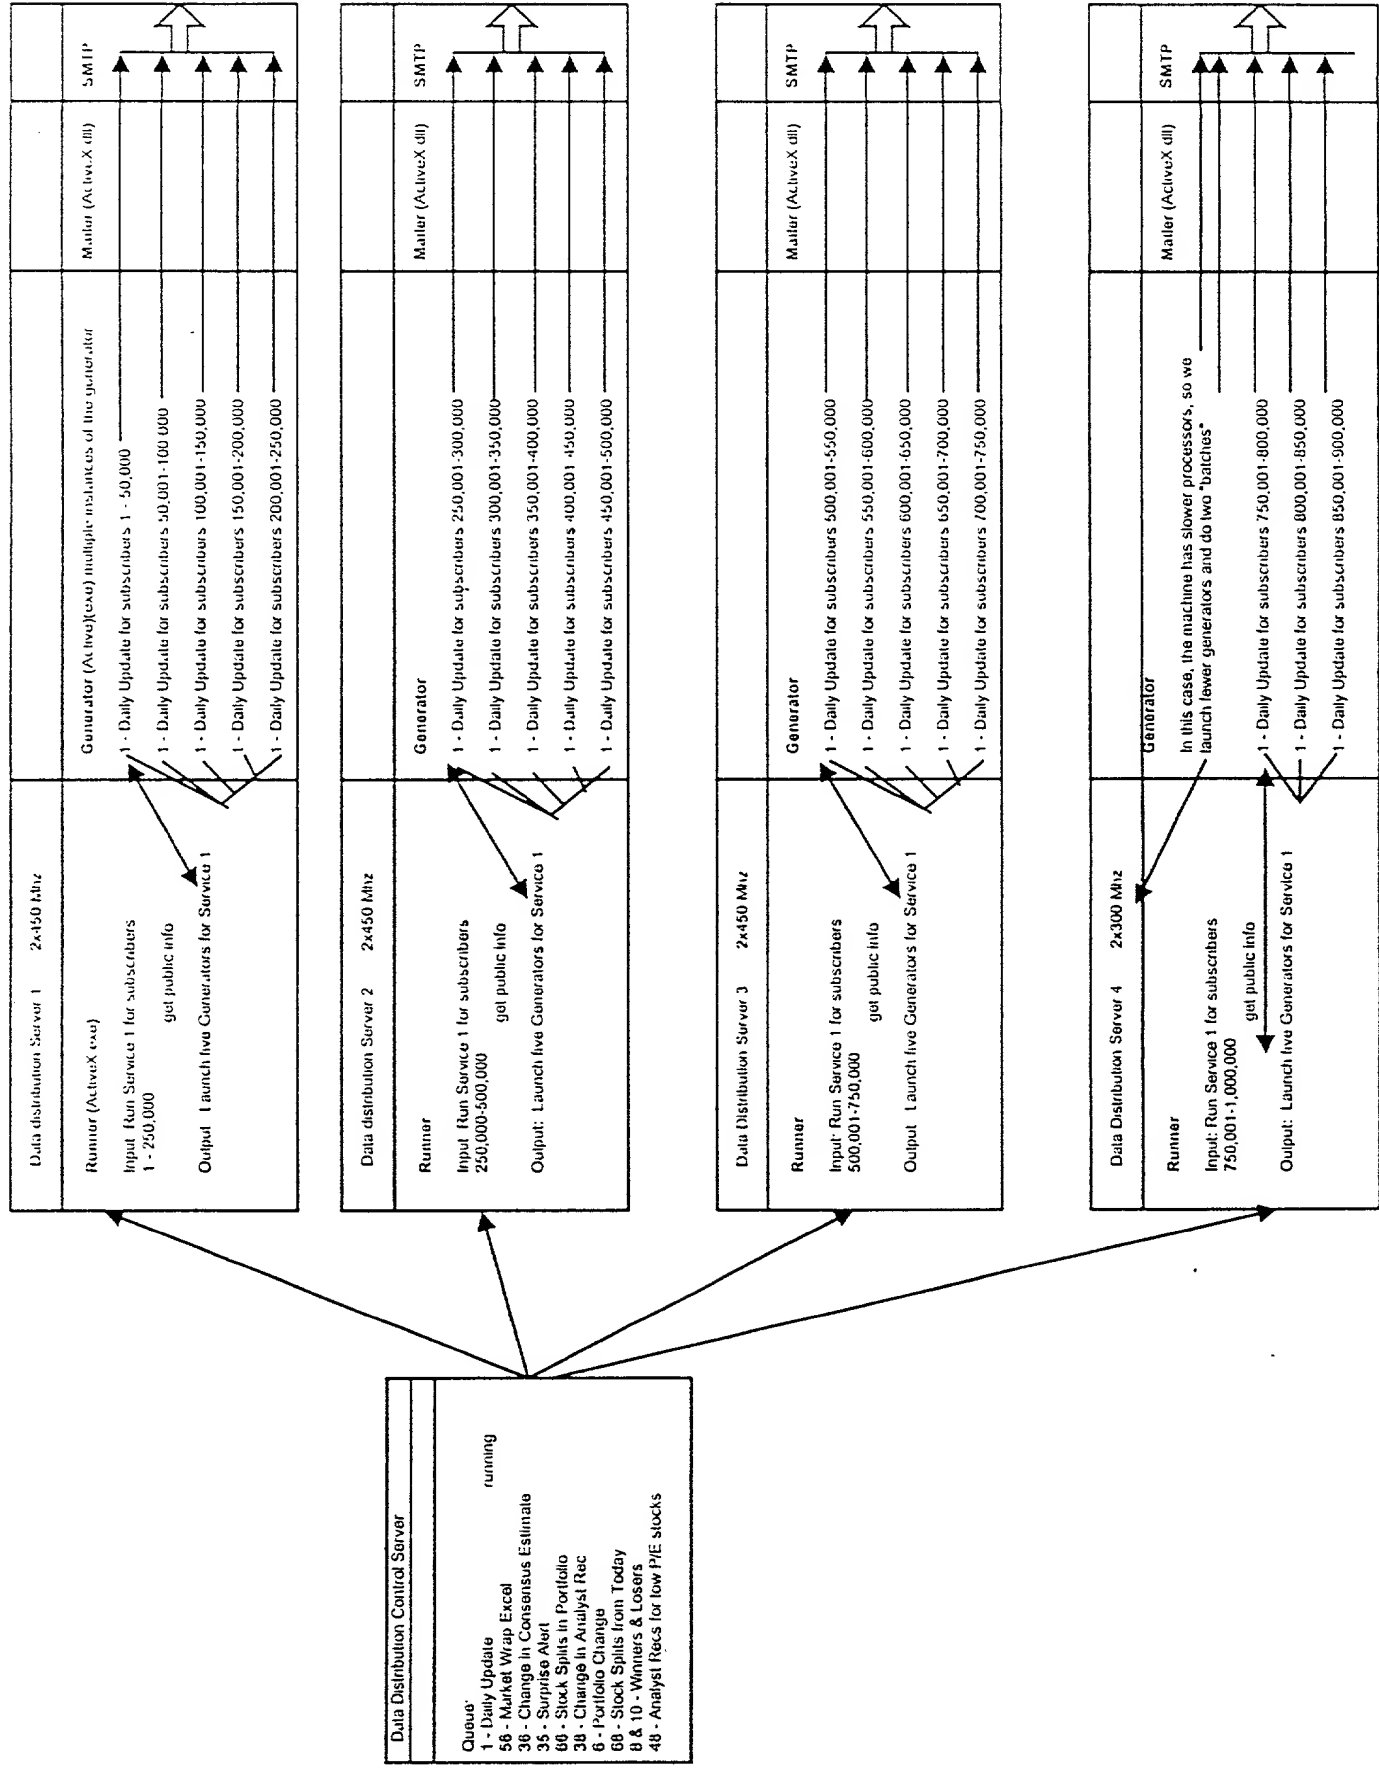 Data Distribution Control Server
Queue:
1 - Daily Update running
56 - Market Wrap Excel
36 - Change in Consensus Estimate
35 - Surprise Alert
66 - Stock Splits in Portfolio
38 - Change in Analyst Rec
6 - Portfolio Change
68 - Stock Splits from Today
8 & 10 - Winners & Losers
48 - Analyst Recs for low P/E stocks
Data distribution Server 1 2x450 Mhz
Runner (ActiveX exe)
Input Run Service 1 for subscribers
1 - 250,000
get public info
Output Launch five Generators for Service 1
Generator (ActiveX exe) multiple instances of the generator
1 - Daily Update for subscribers 1 - 50,000
1 - Daily Update for subscribers 50,001-100 000
1 - Daily Update for subscribers 100,001-150,000
1 - Daily Update for subscribers 150,001-200,000
1 - Daily Update for subscribers 200,001-250,000
Mailer (ActiveX dll)
SMTP
Data distribution Server 2 2x450 Mhz
Runner
Input Run Service 1 for subscribers
250,000-500,000
get public info
Output: Launch five Generators for Service 1
Generator
1 - Daily Update for subscribers 250,001-300,000
1 - Daily Update for subscribers 300,001-350,000
1 - Daily Update for subscribers 350,001-400,000
1 - Daily Update for subscribers 400,001-450,000
1 - Daily Update for subscribers 450,001-500,000
Mailer (ActiveX dll)
SMTP
Data Distribution Server 3 2x450 Mhz
Runner
Input: Run Service 1 for subscribers
500,001-750,000
get public info
Output Launch five Generators for Service 1
Generator
1 - Daily Update for subscribers 500,001-550,000
1 - Daily Update for subscribers 550,001-600,000
1 - Daily Update for subscribers 600,001-650,000
1 - Daily Update for subscribers 650,001-700,000
1 - Daily Update for subscribers 700,001-750,000
Mailer (ActiveX dll)
SMTP
Data Distribution Server 4 2x300 Mhz
Runner
Input: Run Service 1 for subscribers
750,001-1,000,000
get public info
Output: Launch five Generators for Service 1
Generator
In this case, the machine has slower processors, so we
launch fewer generators and do two "batches"
1 - Daily Update for subscribers 750,001-800,000
1 - Daily Update for subscribers 800,001-850,000
1 - Daily Update for subscribers 850,001-900,000
Mailer (ActiveX dll)
SMTP